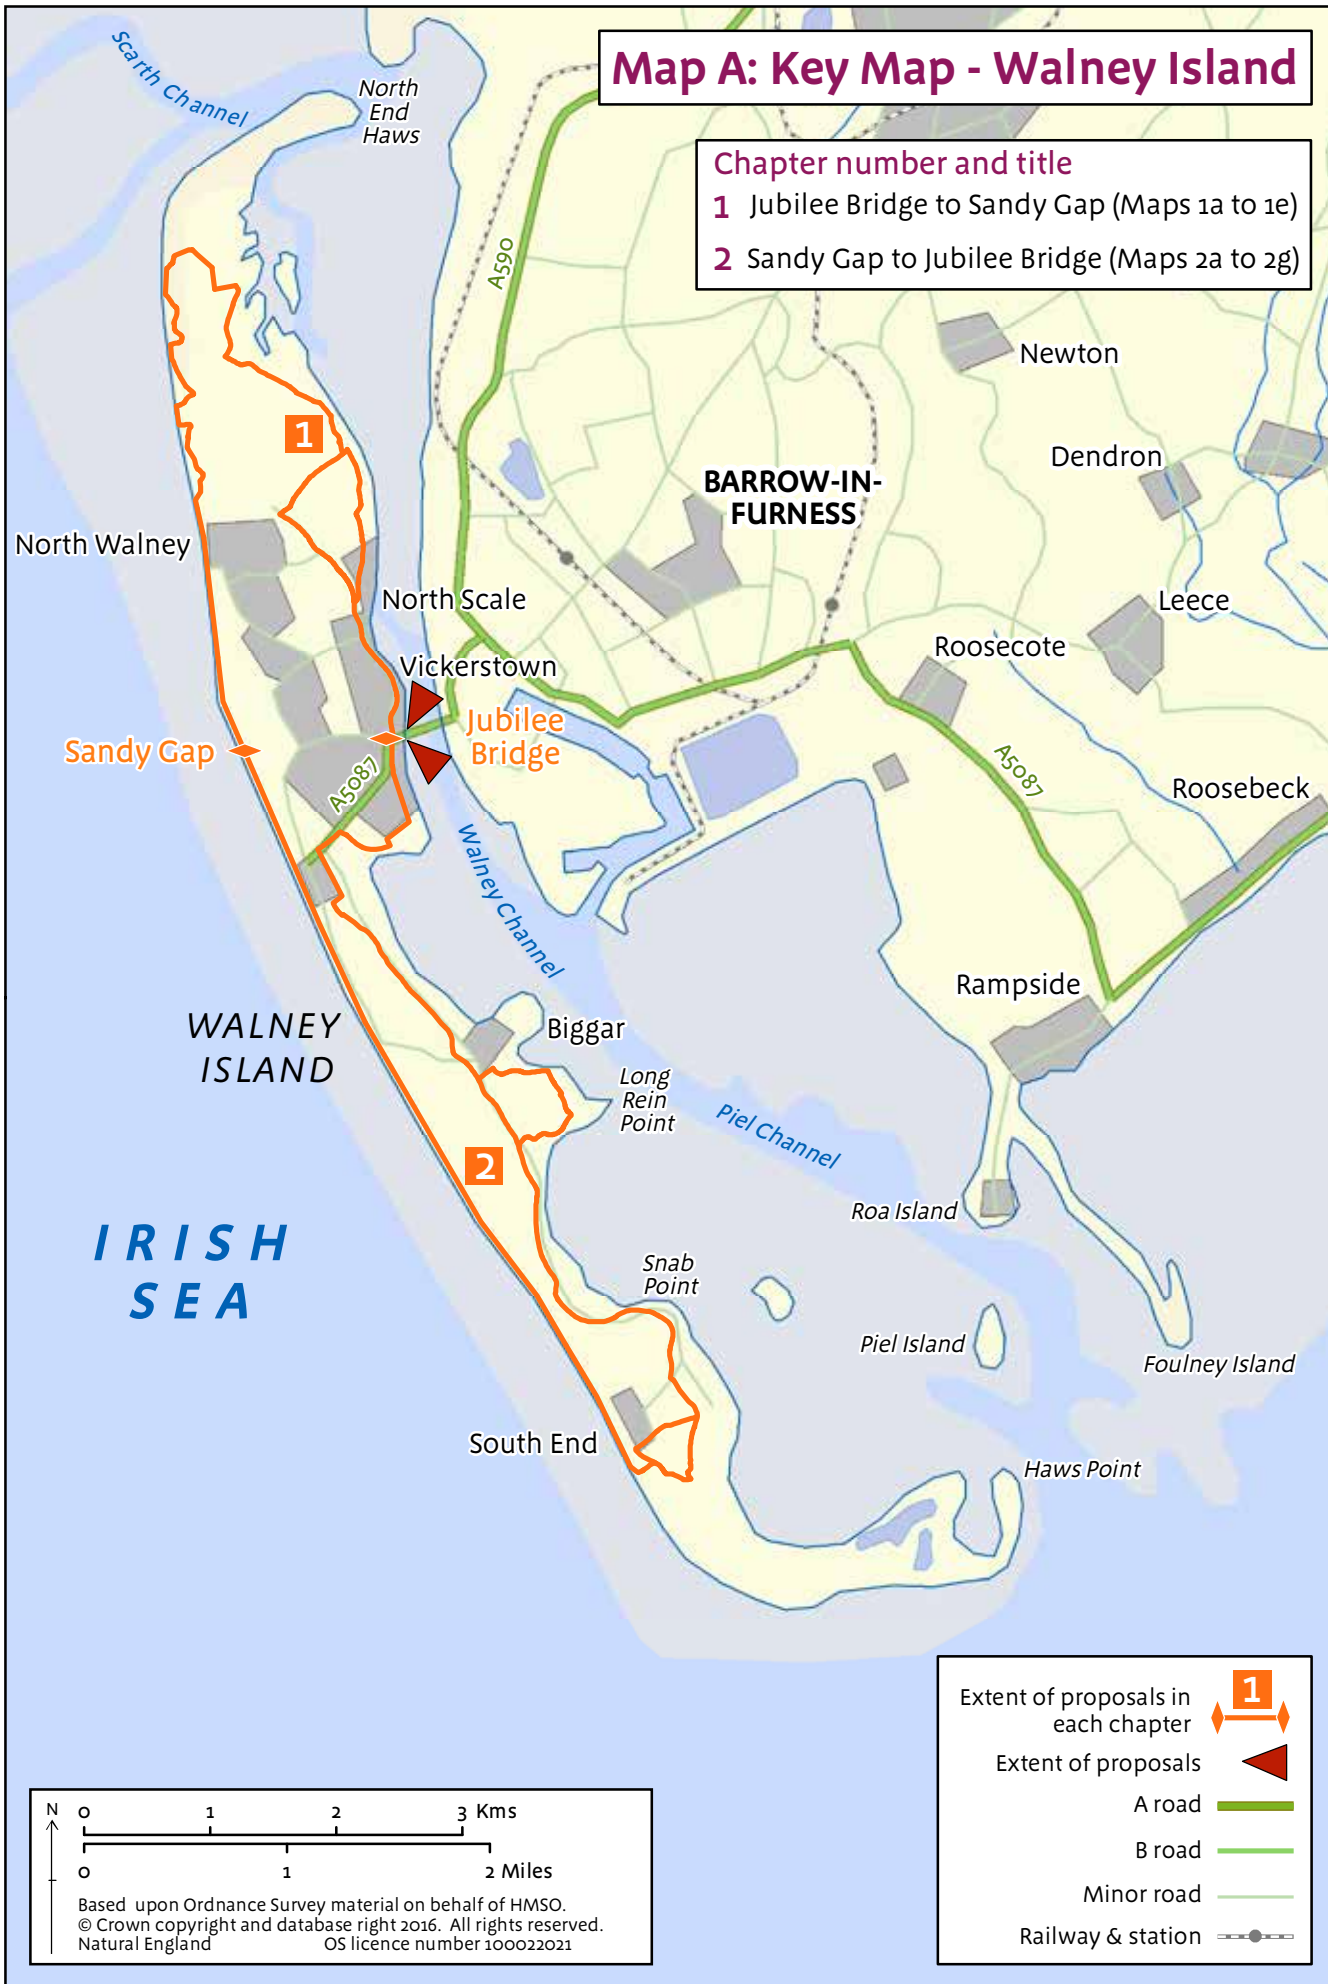 Map A: Key Map - Walney Island
Chapter number and title
1 Jubilee Bridge to Sandy Gap (Maps 1a to 1e)
2 Sandy Gap to Jubilee Bridge (Maps 2a to 2g)
Scarth Channel
North
End
Haws
A590
Newton
1
Dendron
BARROW-IN-
FURNESS
North Walney
North Scale
Leece
Roosecote
Vickerstown
Jubilee
Bridge
Sandy Gap
A5087
A5087
Roosebeck
Walney Channel
Rampside
WALNEY
ISLAND
Biggar
Long
Rein
Point
Piel Channel
2
Roa Island
IRISH
SEA
Snab
Point
Piel Island
Foulney Island
South End
Haws Point
Extent of proposals in
each chapter
1
Extent of proposals
A road
B road
Minor road
Railway & station
N
0 1 2 3 Kms
0 1 2 Miles
Based upon Ordnance Survey material on behalf of HMSO.
© Crown copyright and database right 2016. All rights reserved.
Natural England OS licence number 100022021